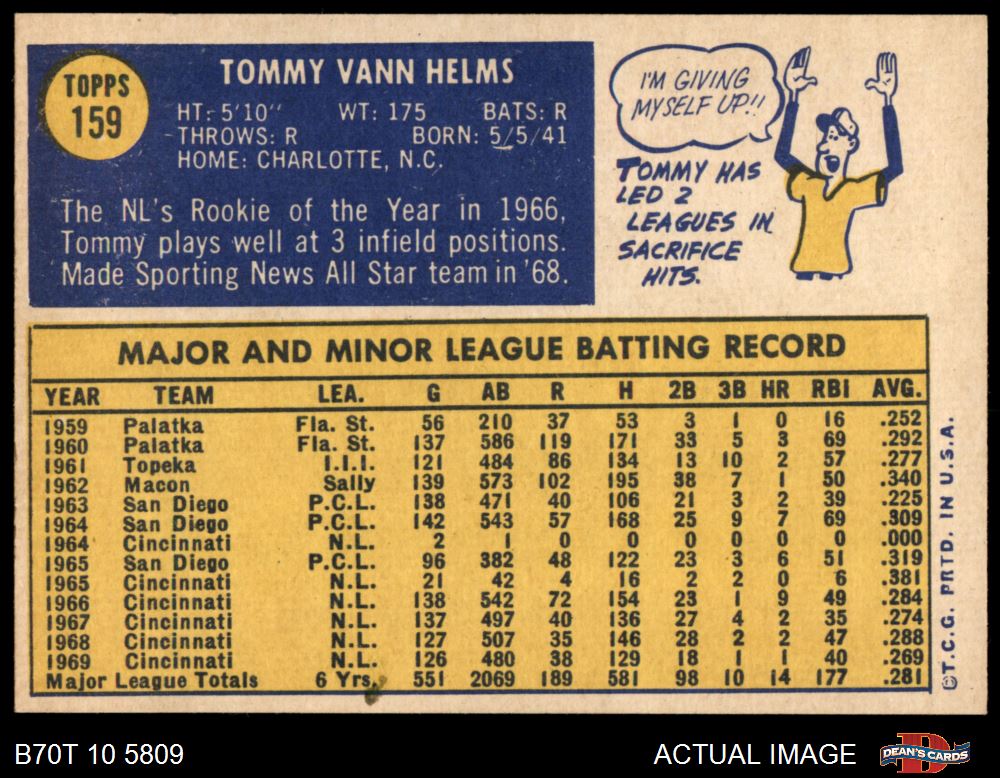 TOPPS
159
TOMMY VANN HELMS
HT: 5'10" WT: 175 BATS: R
THROWS: R BORN: 5/5/41
HOME: CHARLOTTE, N.C.
The NL's Rookie of the Year in 1966,
Tommy plays well at 3 infield positions.
Made Sporting News All Star team in '68.
I'M GIVING
MYSELF UP!!
TOMMY HAS
LED 2
LEAGUES IN
SACRIFICE
HITS.
MAJOR AND MINOR LEAGUE BATTING RECORD
YEAR TEAM LEA. G AB R H 2B 3B HR RBI AVG.
1959 Palatka Fla. St. 56 210 37 53 3 1 0 16 .252
1960 Palatka Fla. St. 137 586 119 171 33 5 3 69 .292
1961 Topeka I.I.I. 121 484 86 134 13 10 2 57 .277
1962 Macon Sally 139 573 102 195 38 7 1 50 .340
1963 San Diego P.C.L. 138 471 40 106 21 3 2 39 .225
1964 San Diego P.C.L. 142 543 57 168 25 9 7 69 .309
1964 Cincinnati N.L. 2 1 0 0 0 0 0 0 .000
1965 San Diego P.C.L. 96 382 48 122 23 3 6 51 .319
1965 Cincinnati N.L. 21 42 4 16 2 2 0 6 .381
1966 Cincinnati N.L. 138 542 72 154 23 1 9 49 .284
1967 Cincinnati N.L. 137 497 40 136 27 4 2 35 .274
1968 Cincinnati N.L. 127 507 35 146 28 2 2 47 .288
1969 Cincinnati N.L. 126 480 38 129 18 1 1 40 .269
Major League Totals 6 Yrs. 551 2069 189 581 98 10 14 177 .281
©T.C.G. PRTD. IN U.S.A.
B70T 10 5809 ACTUAL IMAGE
D
DEAN'S CARDS